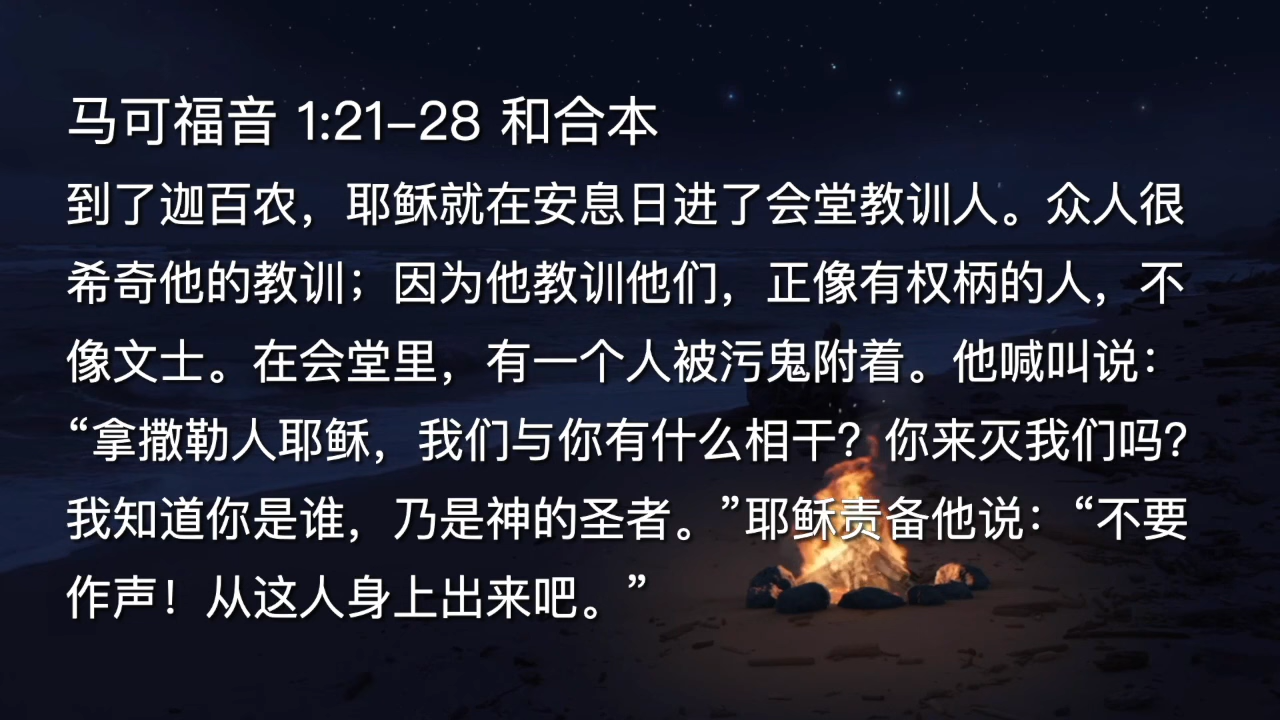 马可福音 1:21-28 和合本
到了迦百农，耶稣就在安息日进了会堂教训人。众人很
希奇他的教训；因为他教训他们，正像有权柄的人，不
像文士。在会堂里，有一个人被污鬼附着。他喊叫说：
“拿撒勒人耶稣，我们与你有什么相干？你来灭我们吗？
我知道你是谁，乃是神的圣者。”耶稣责备他说：“不要
作声！从这人身上出来吧。”